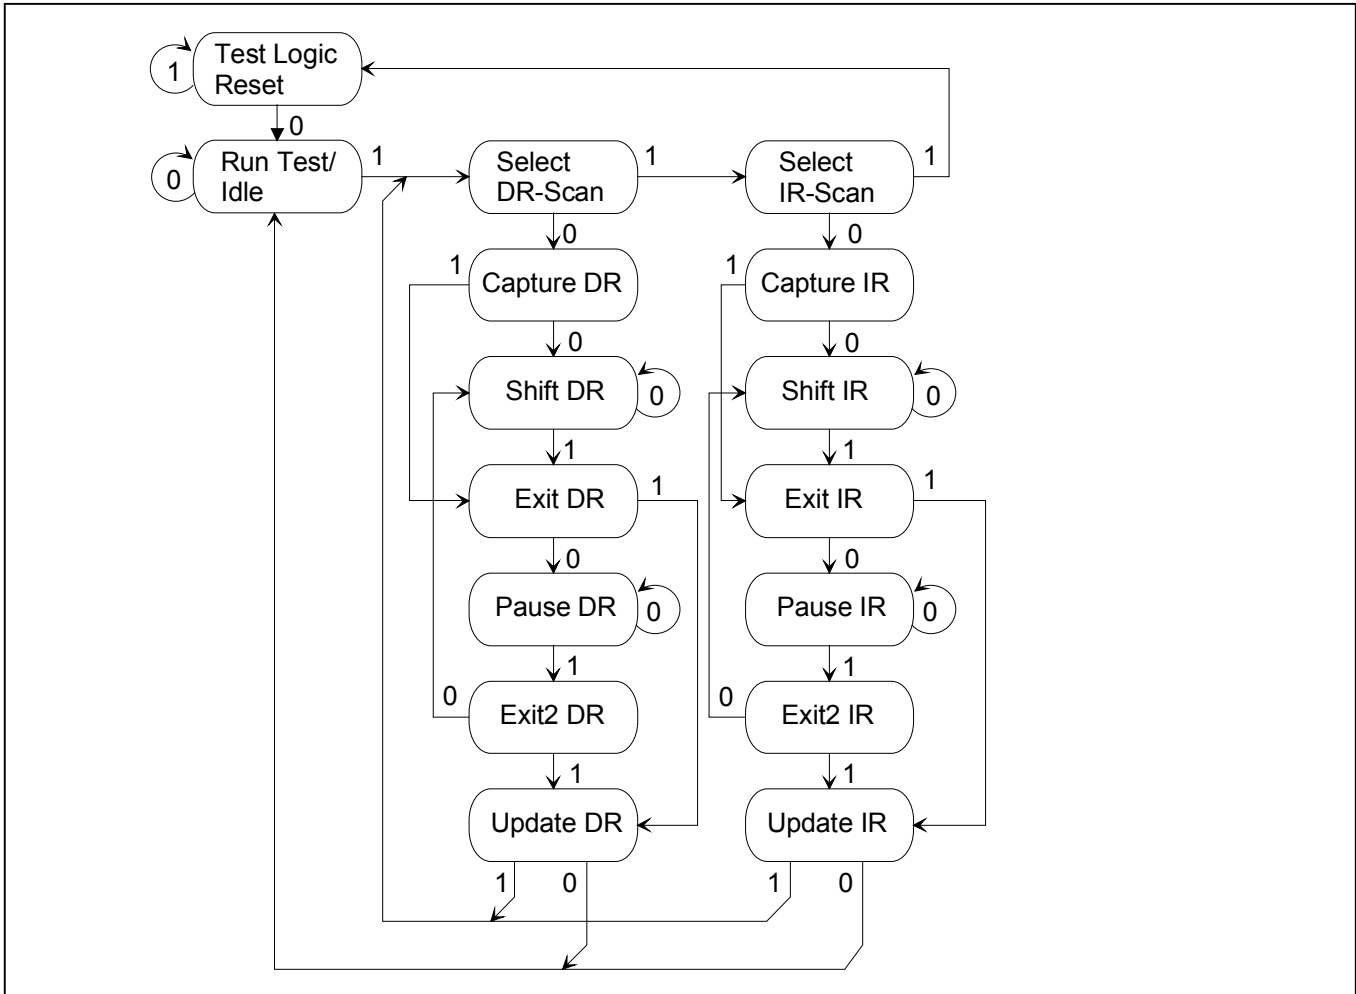 Test Logic
Reset
1
0
Run Test/
Idle
0
1
Select
DR-Scan
1
Select
IR-Scan
1
0
0
1
Capture DR
1
Capture IR
0
0
Shift DR
0
Shift IR
0
1
1
Exit DR
1
Exit IR
1
0
0
Pause DR
0
Pause IR
0
1
1
0
Exit2 DR
0
Exit2 IR
1
1
Update DR
Update IR
1
0
1
0